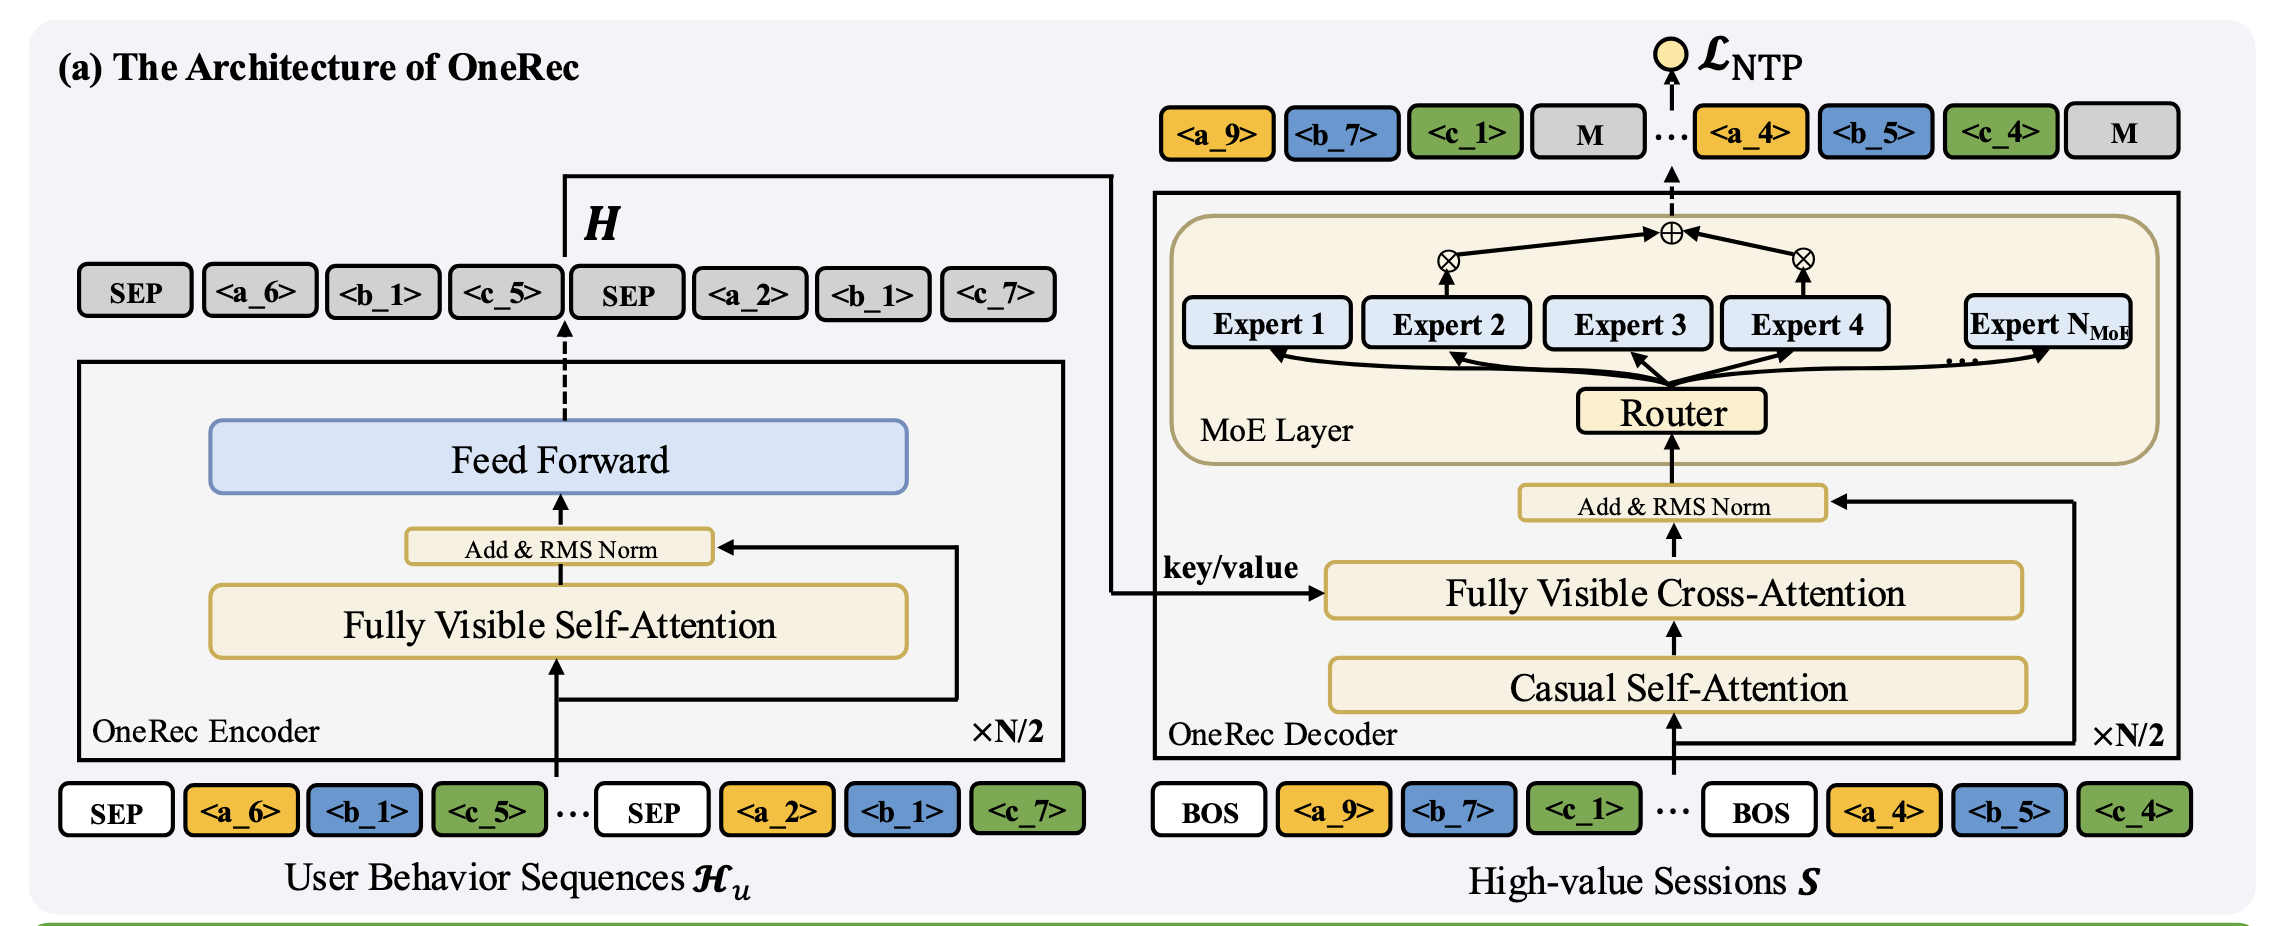 (a) The Architecture of OneRec
ℒNTP
<a_9> <b_7> <c_1> M ... <a_4> <b_5> <c_4> M
H
SEP <a_6> <b_1> <c_5> SEP <a_2> <b_1> <c_7>
Expert 1 Expert 2 Expert 3 Expert 4 ... Expert NMoE
Router
MoE Layer
Feed Forward
Add & RMS Norm
Fully Visible Self-Attention
OneRec Encoder
×N/2
Add & RMS Norm
key/value
Fully Visible Cross-Attention
Casual Self-Attention
OneRec Decoder
×N/2
SEP <a_6> <b_1> <c_5> ... SEP <a_2> <b_1> <c_7>
BOS <a_9> <b_7> <c_1> ... BOS <a_4> <b_5> <c_4>
User Behavior Sequences ℋu
High-value Sessions S